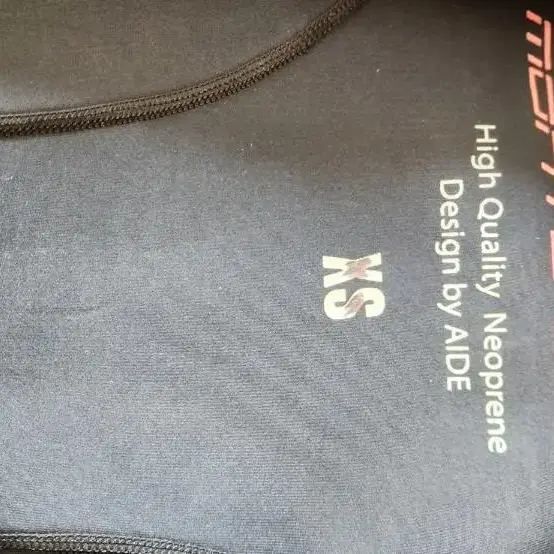 High Quality Neoprene
Design by AIDE
XS